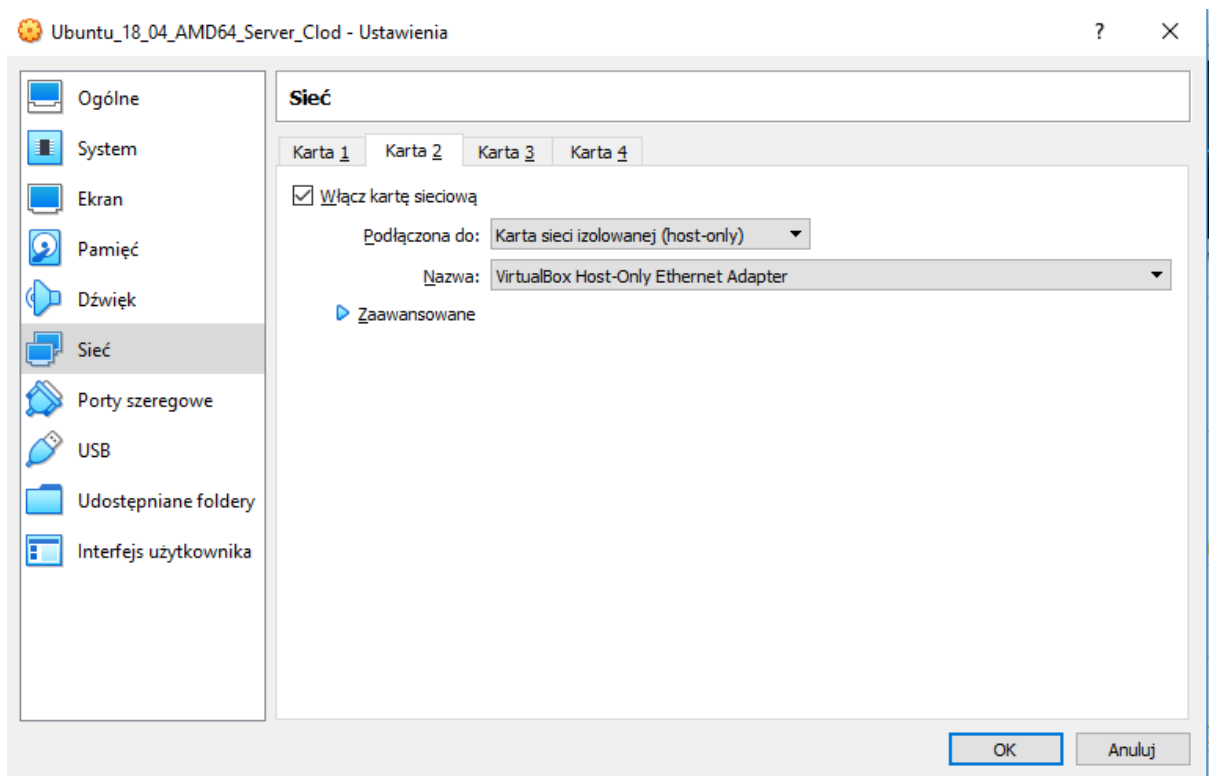 Ubuntu_18_04_AMD64_Server_Clod - Ustawienia ?
Ogólne
System
Ekran
Pamięć
Dźwięk
Sieć
Porty szeregowe
USB
Udostępniane foldery
Interfejs użytkownika
Sieć
Karta 1 Karta 2 Karta 3 Karta 4
Włącz kartę sieciową
Podłączona do: Karta sieci izolowanej (host-only)
Nazwa: VirtualBox Host-Only Ethernet Adapter
Zaawansowane
OK Anuluj